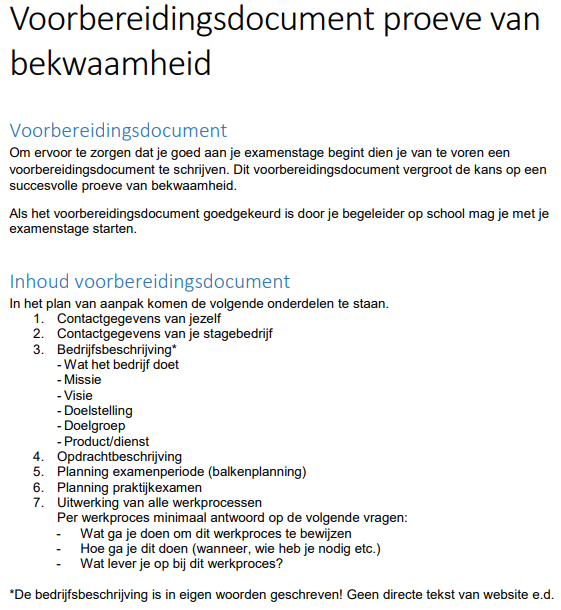 Voorbereidingsdocument proeve van
bekwaamheid
Voorbereidingsdocument
Om ervoor te zorgen dat je goed aan je examenstage begint dien je van te voren een
voorbereidingsdocument te schrijven. Dit voorbereidingsdocument vergroot de kans op een
succesvolle proeve van bekwaamheid.
Als het voorbereidingsdocument goedgekeurd is door je begeleider op school mag je met je
examenstage starten.
Inhoud voorbereidingsdocument
In het plan van aanpak komen de volgende onderdelen te staan.
1. Contactgegevens van jezelf
2. Contactgegevens van je stagebedrijf
3. Bedrijfsbeschrijving*
- Wat het bedrijf doet
- Missie
- Visie
- Doelstelling
- Doelgroep
- Product/dienst
4. Opdrachtbeschrijving
5. Planning examenperiode (balkenplanning)
6. Planning praktijkexamen
7. Uitwerking van alle werkprocessen
Per werkproces minimaal antwoord op de volgende vragen:
- Wat ga je doen om dit werkproces te bewijzen
- Hoe ga je dit doen (wanneer, wie heb je nodig etc.)
- Wat lever je op bij dit werkproces?
*De bedrijfsbeschrijving is in eigen woorden geschreven! Geen directe tekst van website e.d.